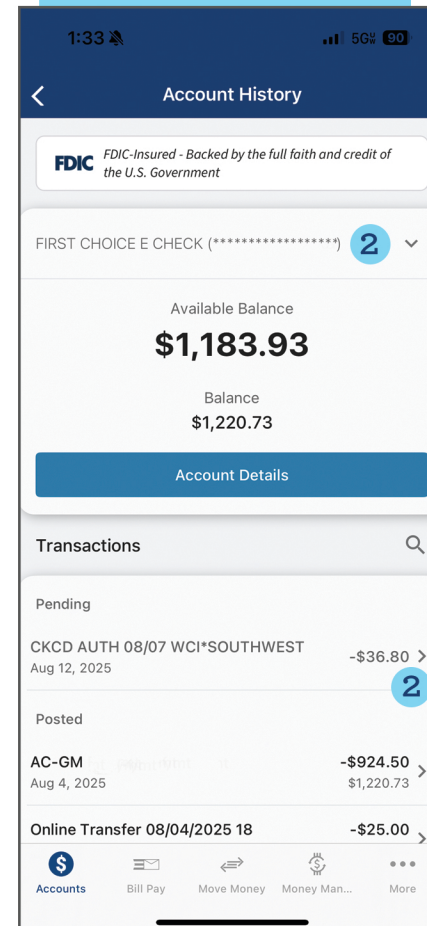 1:33 5G 90
Account History
FDIC FDIC-Insured - Backed by the full faith and credit of
the U.S. Government
FIRST CHOICE E CHECK (******************) 2
Available Balance
$1,183.93
Balance
$1,220.73
Account Details
Transactions
Pending
CKCD AUTH 08/07 WCI*SOUTHWEST -$36.80
Aug 12, 2025
2
Posted
AC-GM -$924.50
Aug 4, 2025 $1,220.73
Online Transfer 08/04/2025 18 -$25.00
Accounts Bill Pay Move Money Money Man... More